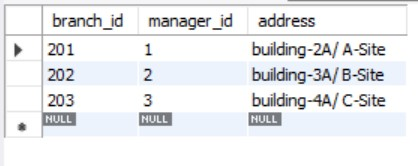 branch_id manager_id address
201 1 building-2A/ A-Site
202 2 building-3A/ B-Site
203 3 building-4A/ C-Site
NULL NULL NULL